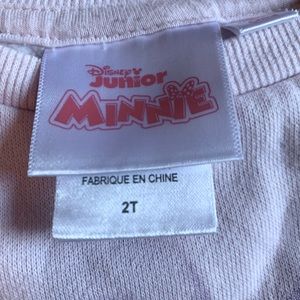 Disney
Junior
MINNIE
FABRIQUE EN CHINE
2T